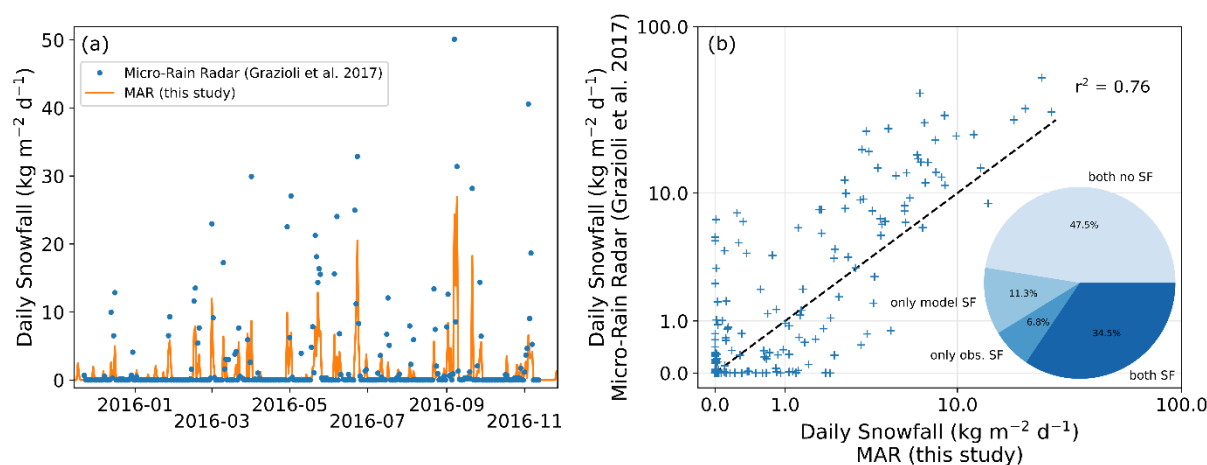 (a)
Daily Snowfall (kg m⁻² d⁻¹)
50
40
30
20
10
0
Micro-Rain Radar (Grazioli et al. 2017)
MAR (this study)
2016-01
2016-03
2016-05
2016-07
2016-09
2016-11
(b)
Daily Snowfall (kg m⁻² d⁻¹)
Micro-Rain Radar (Grazioli et al. 2017)
100.0
10.0
1.0
0.0
r² = 0.76
both no SF
47.5%
only model SF
11.3%
only obs. SF
6.8%
both SF
34.5%
0.0
1.0
10.0
100.0
Daily Snowfall (kg m⁻² d⁻¹)
MAR (this study)